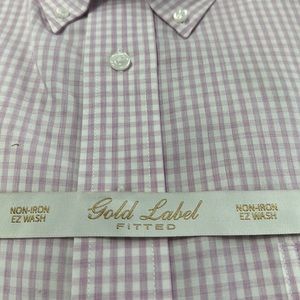 NON-IRON
EZ WASH
Gold Label
FITTED
NON-IRON
EZ WASH